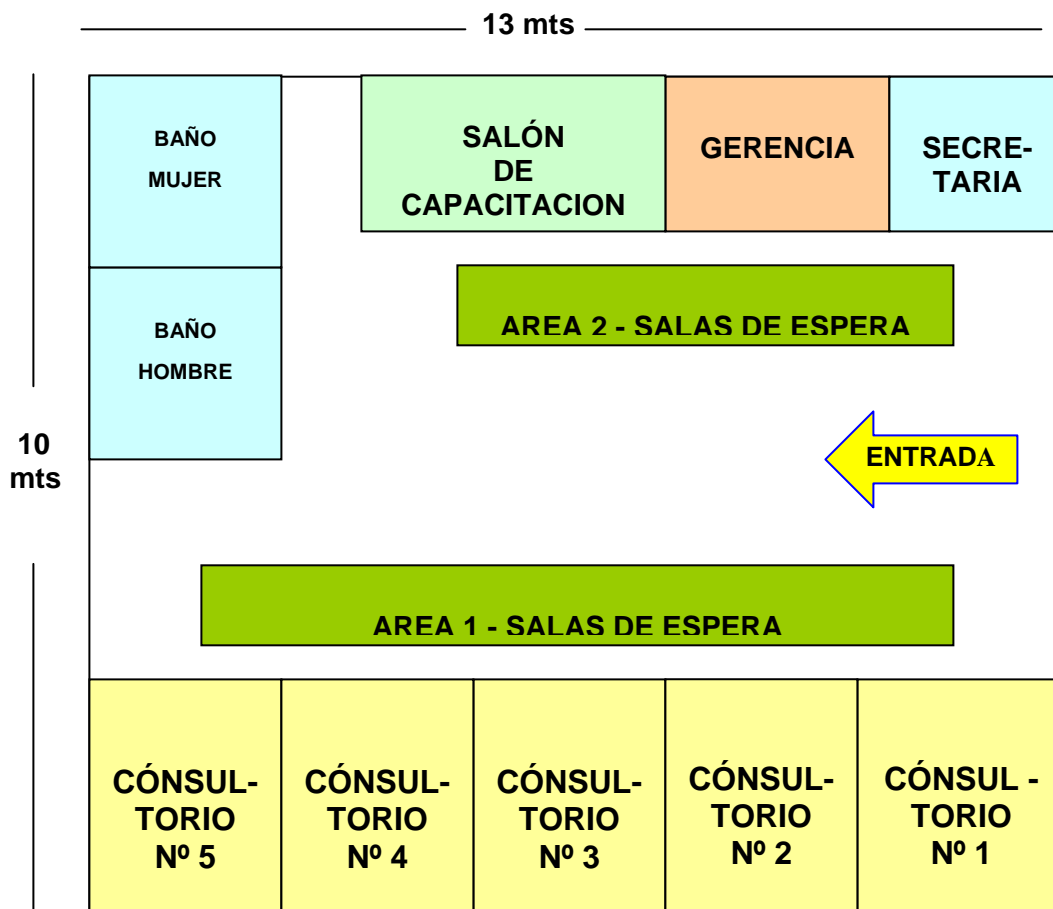 13 mts
BAÑO
MUJER
SALÓN
DE
CAPACITACION
GERENCIA
SECRE-
TARIA
BAÑO
HOMBRE
AREA 2 - SALAS DE ESPERA
10
mts
ENTRADA
AREA 1 - SALAS DE ESPERA
CÓNSUL-
TORIO
Nº 5
CÓNSUL-
TORIO
Nº 4
CÓNSUL-
TORIO
Nº 3
CÓNSUL-
TORIO
Nº 2
CÓNSUL -
TORIO
Nº 1